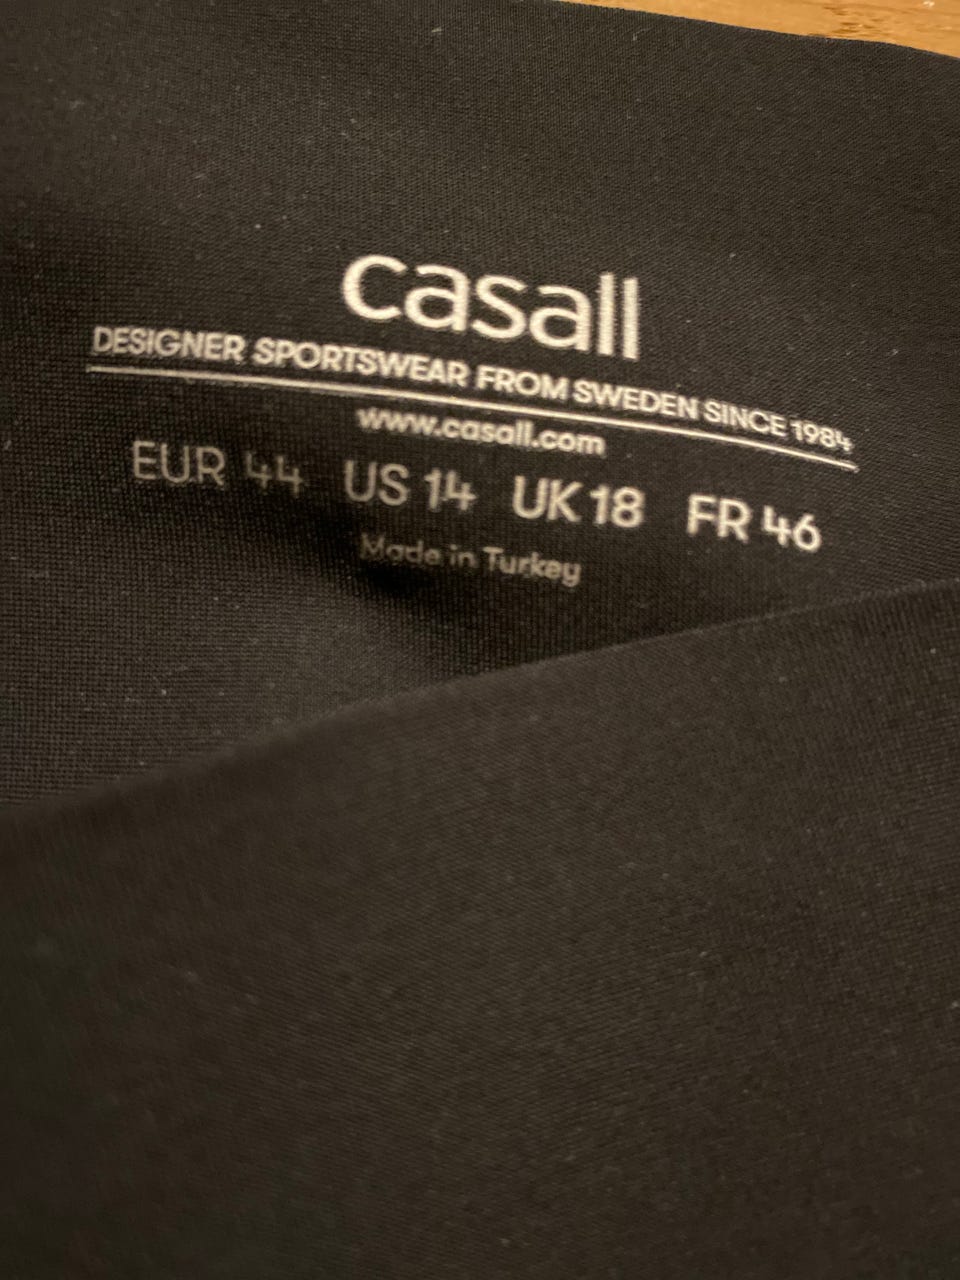 casall
DESIGNER SPORTSWEAR FROM SWEDEN SINCE 1984
www.casall.com
EUR 44 US 14 UK 18 FR 46
Made in Turkey